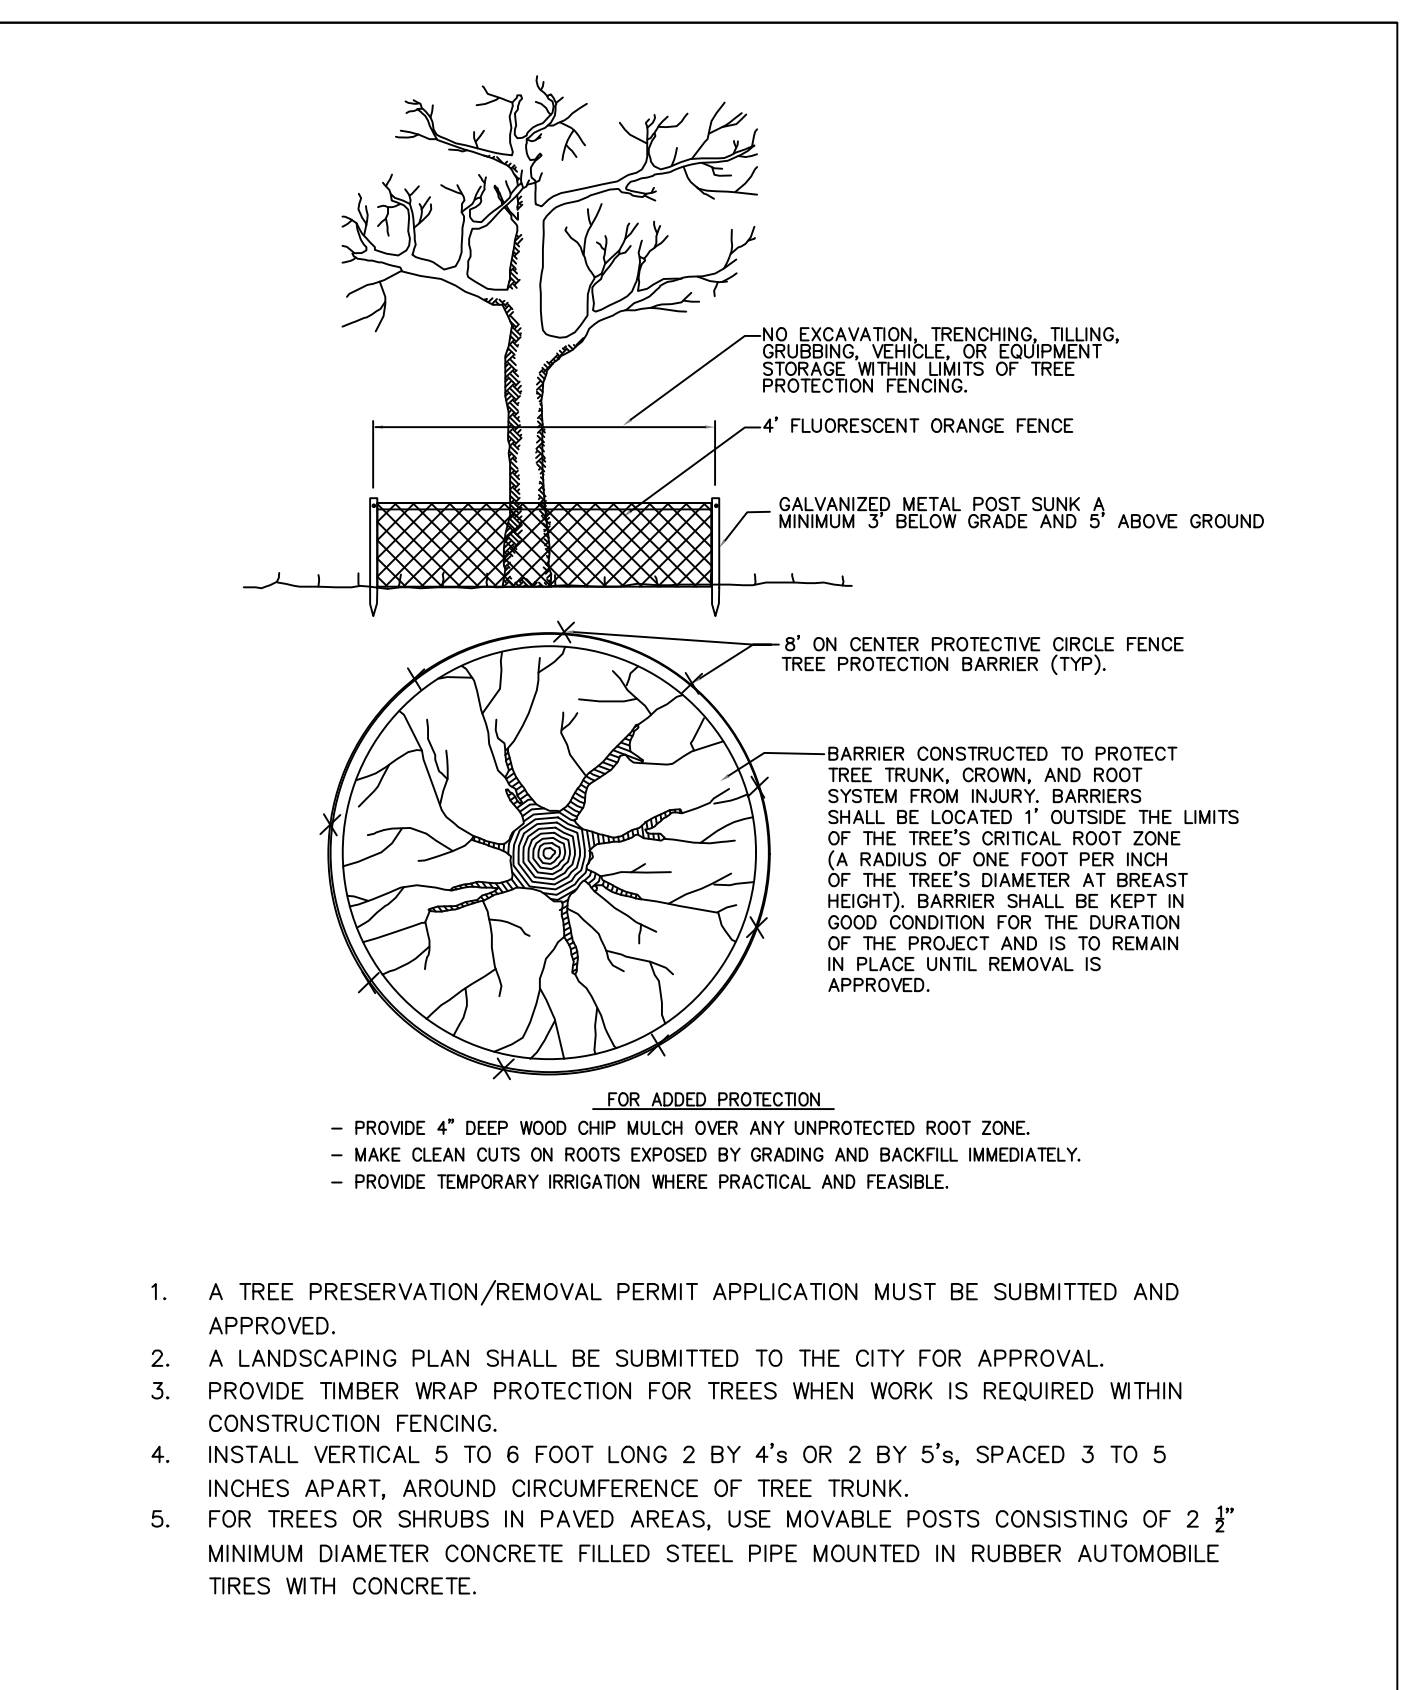 NO EXCAVATION, TRENCHING, TILLING,
GRUBBING, VEHICLE, OR EQUIPMENT
STORAGE WITHIN LIMITS OF TREE
PROTECTION FENCING.
4' FLUORESCENT ORANGE FENCE
GALVANIZED METAL POST SUNK A
MINIMUM 3' BELOW GRADE AND 5' ABOVE GROUND
8' ON CENTER PROTECTIVE CIRCLE FENCE
TREE PROTECTION BARRIER (TYP).
BARRIER CONSTRUCTED TO PROTECT
TREE TRUNK, CROWN, AND ROOT
SYSTEM FROM INJURY. BARRIERS
SHALL BE LOCATED 1' OUTSIDE THE LIMITS
OF THE TREE'S CRITICAL ROOT ZONE
(A RADIUS OF ONE FOOT PER INCH
OF THE TREE'S DIAMETER AT BREAST
HEIGHT). BARRIER SHALL BE KEPT IN
GOOD CONDITION FOR THE DURATION
OF THE PROJECT AND IS TO REMAIN
IN PLACE UNTIL REMOVAL IS
APPROVED.
FOR ADDED PROTECTION
– PROVIDE 4" DEEP WOOD CHIP MULCH OVER ANY UNPROTECTED ROOT ZONE.
– MAKE CLEAN CUTS ON ROOTS EXPOSED BY GRADING AND BACKFILL IMMEDIATELY.
– PROVIDE TEMPORARY IRRIGATION WHERE PRACTICAL AND FEASIBLE.
1. A TREE PRESERVATION/REMOVAL PERMIT APPLICATION MUST BE SUBMITTED AND
APPROVED.
2. A LANDSCAPING PLAN SHALL BE SUBMITTED TO THE CITY FOR APPROVAL.
3. PROVIDE TIMBER WRAP PROTECTION FOR TREES WHEN WORK IS REQUIRED WITHIN
CONSTRUCTION FENCING.
4. INSTALL VERTICAL 5 TO 6 FOOT LONG 2 BY 4's OR 2 BY 5's, SPACED 3 TO 5
INCHES APART, AROUND CIRCUMFERENCE OF TREE TRUNK.
5. FOR TREES OR SHRUBS IN PAVED AREAS, USE MOVABLE POSTS CONSISTING OF 2 ½"
MINIMUM DIAMETER CONCRETE FILLED STEEL PIPE MOUNTED IN RUBBER AUTOMOBILE
TIRES WITH CONCRETE.